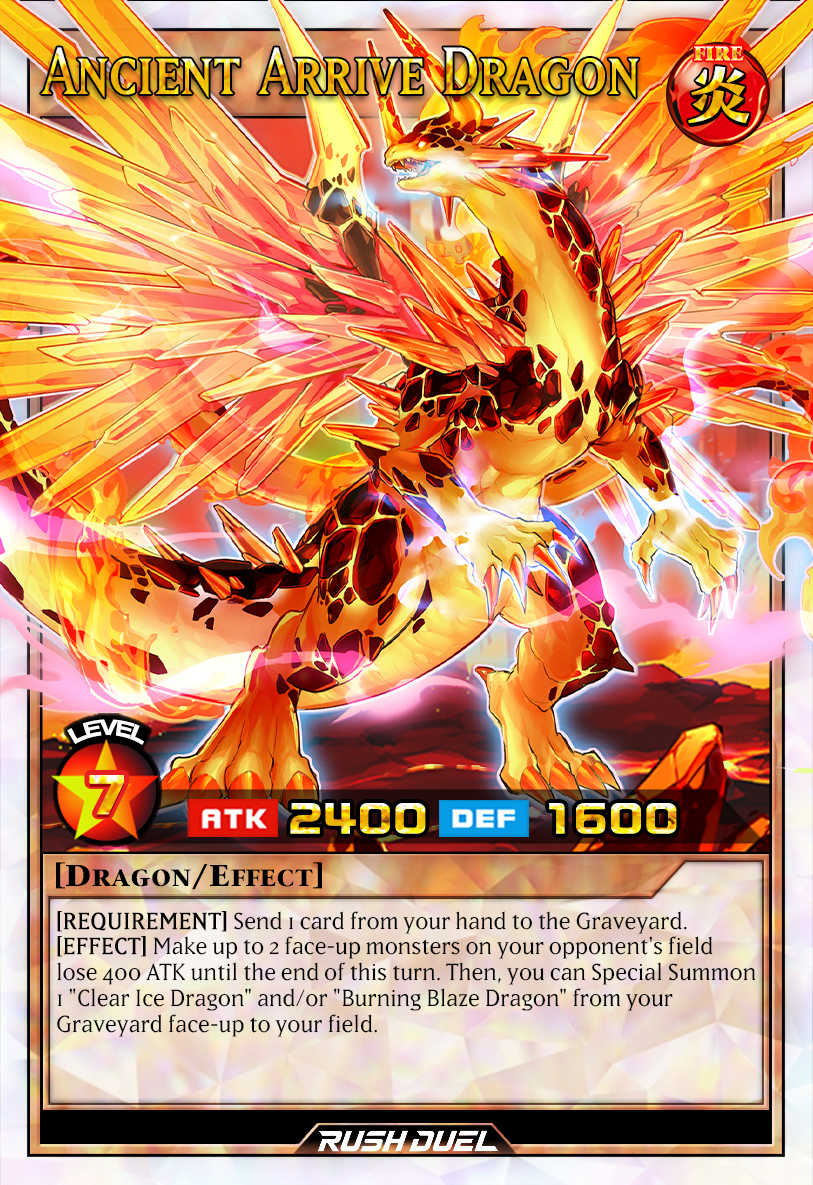 Ancient Arrive Dragon
FIRE
炎
LEVEL
7
ATK 2400 DEF 1600
[Dragon/Effect]
[REQUIREMENT] Send 1 card from your hand to the Graveyard.
[EFFECT] Make up to 2 face-up monsters on your opponent's field
lose 400 ATK until the end of this turn. Then, you can Special Summon
1 "Clear Ice Dragon" and/or "Burning Blaze Dragon" from your
Graveyard face-up to your field.
RUSH DUEL